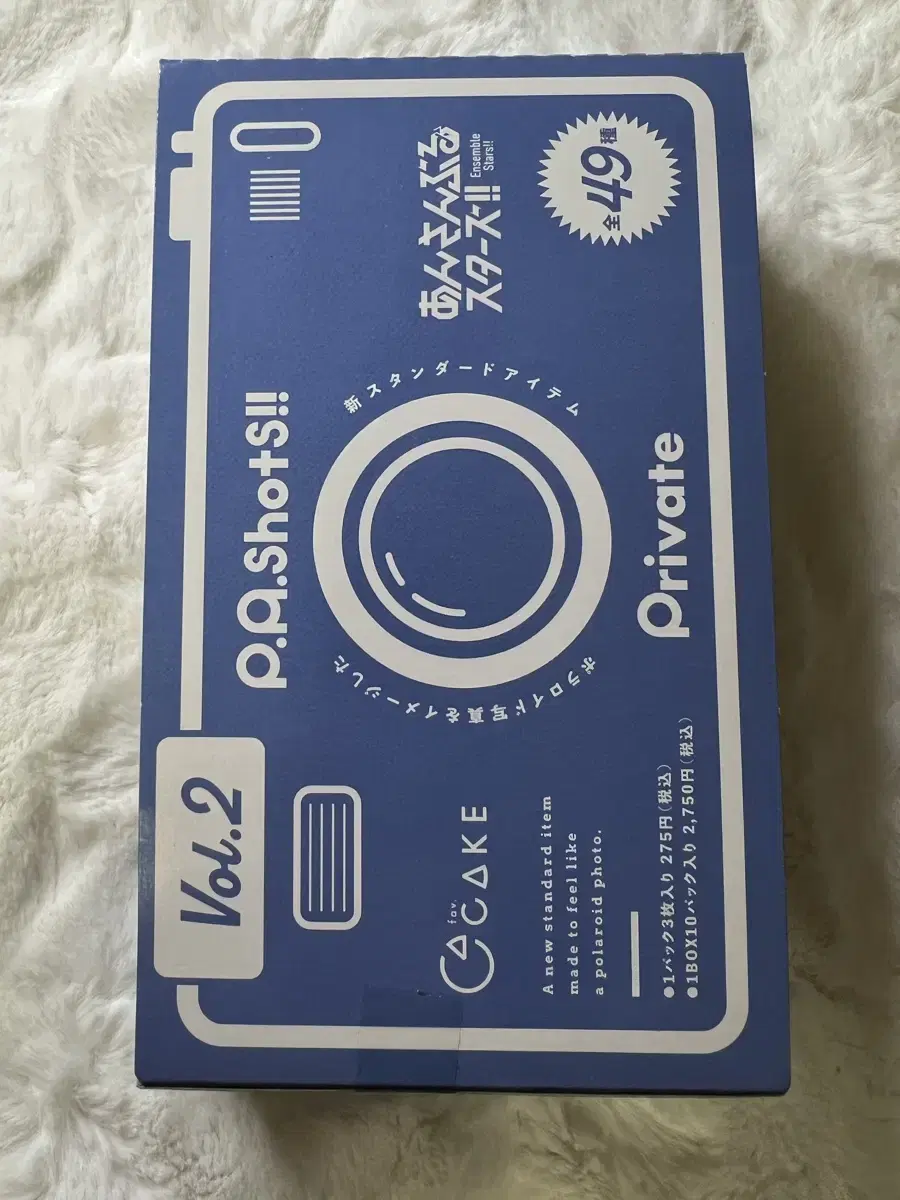 Vol.2
P.A.Shots!!
あんさんぶる
スターズ!!
Ensemble
Stars!!
全49種
ポラロイド写真をイメージした
新スタンダードアイテム
fav.
CAKE
Private
A new standard item
made to feel like
a polaroid photo.
●1パック3枚入り 275円(税込)
●1BOX10パック入り 2,750円(税込)